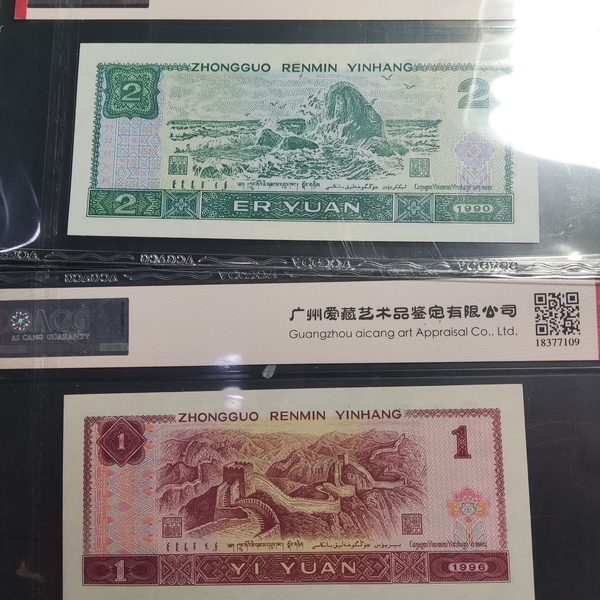 ZHONGGUO RENMIN YINHANG
2
2
2
ER YUAN
1990
ACG
AI CANG GUARANTY
广州爱藏艺术品鉴定有限公司
Guangzhou aicang art Appraisal Co., Ltd.
18377109
ZHONGGUO RENMIN YINHANG
1
1
1
YI YUAN
1996